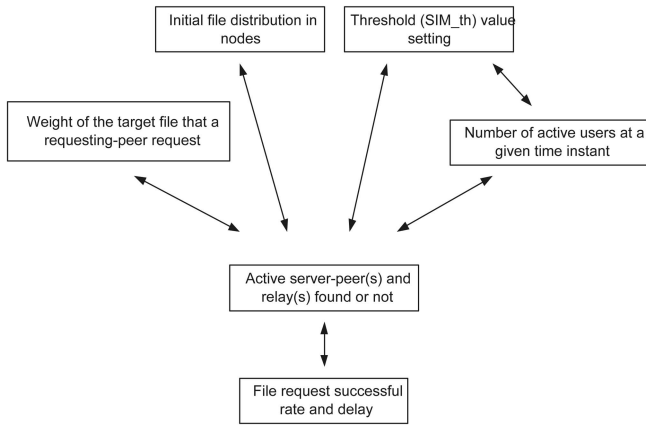 Initial file distribution in
nodes
Threshold (SIM_th) value
setting
Weight of the target file that a
requesting-peer request
Number of active users at a
given time instant
Active server-peer(s) and
relay(s) found or not
File request successful
rate and delay